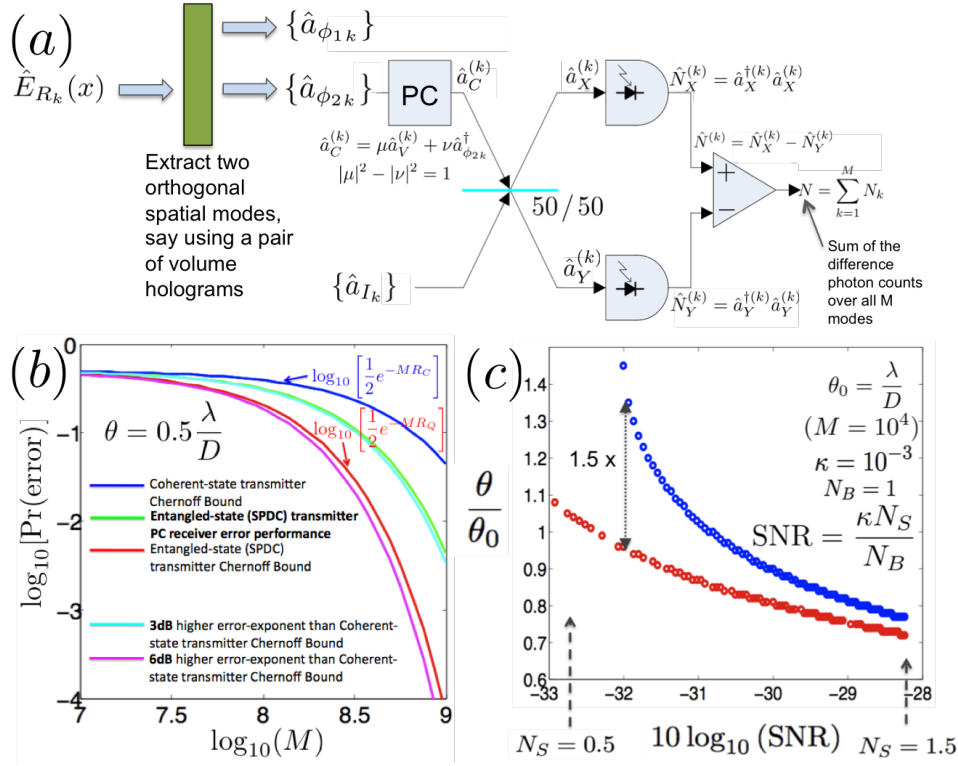 (a)
{â_{ϕ_{1k}}}
Ê_{R_k}(x)
{â_{ϕ_{2k}}}
PC
â_C^{(k)}
â_X^{(k)}
N̂_X^{(k)} = â_X^{†(k)} â_X^{(k)}
â_C^{(k)} = μâ_V^{(k)} + νâ_{ϕ_{2k}}^†
|μ|² − |ν|² = 1
N̂^{(k)} = N̂_X^{(k)} − N̂_Y^{(k)}
+
−
N = ∑_{k=1}^{M} N_k
Extract two
orthogonal
spatial modes,
say using a pair
of volume
holograms
50/50
Sum of the
difference
photon counts
over all M
modes
{â_{I_k}}
â_Y^{(k)}
N̂_Y^{(k)} = â_Y^{†(k)} â_Y^{(k)}
(b)
log₁₀[Pr(error)]
0
−1
−2
−3
−4
log₁₀[½e^{−MR_C}]
log₁₀[½e^{−MR_Q}]
θ = 0.5 λ/D
Coherent-state transmitter
Chernoff Bound
Entangled-state (SPDC) transmitter
PC receiver error performance
Entangled-state (SPDC)
transmitter Chernoff Bound
3dB higher error-exponent than Coherent-
state transmitter Chernoff Bound
6dB higher error-exponent than Coherent-
state transmitter Chernoff Bound
7 7.5 8 8.5 9
log₁₀(M)
(c)
θ/θ₀
1.4
1.3
1.2
1.1
1
0.9
0.8
0.7
0.6
1.5 x
θ₀ = λ/D
(M = 10⁴)
κ = 10⁻³
N_B = 1
SNR = κN_S/N_B
-33 -32 -31 -30 -29 -28
N_S = 0.5
10 log₁₀ (SNR)
N_S = 1.5